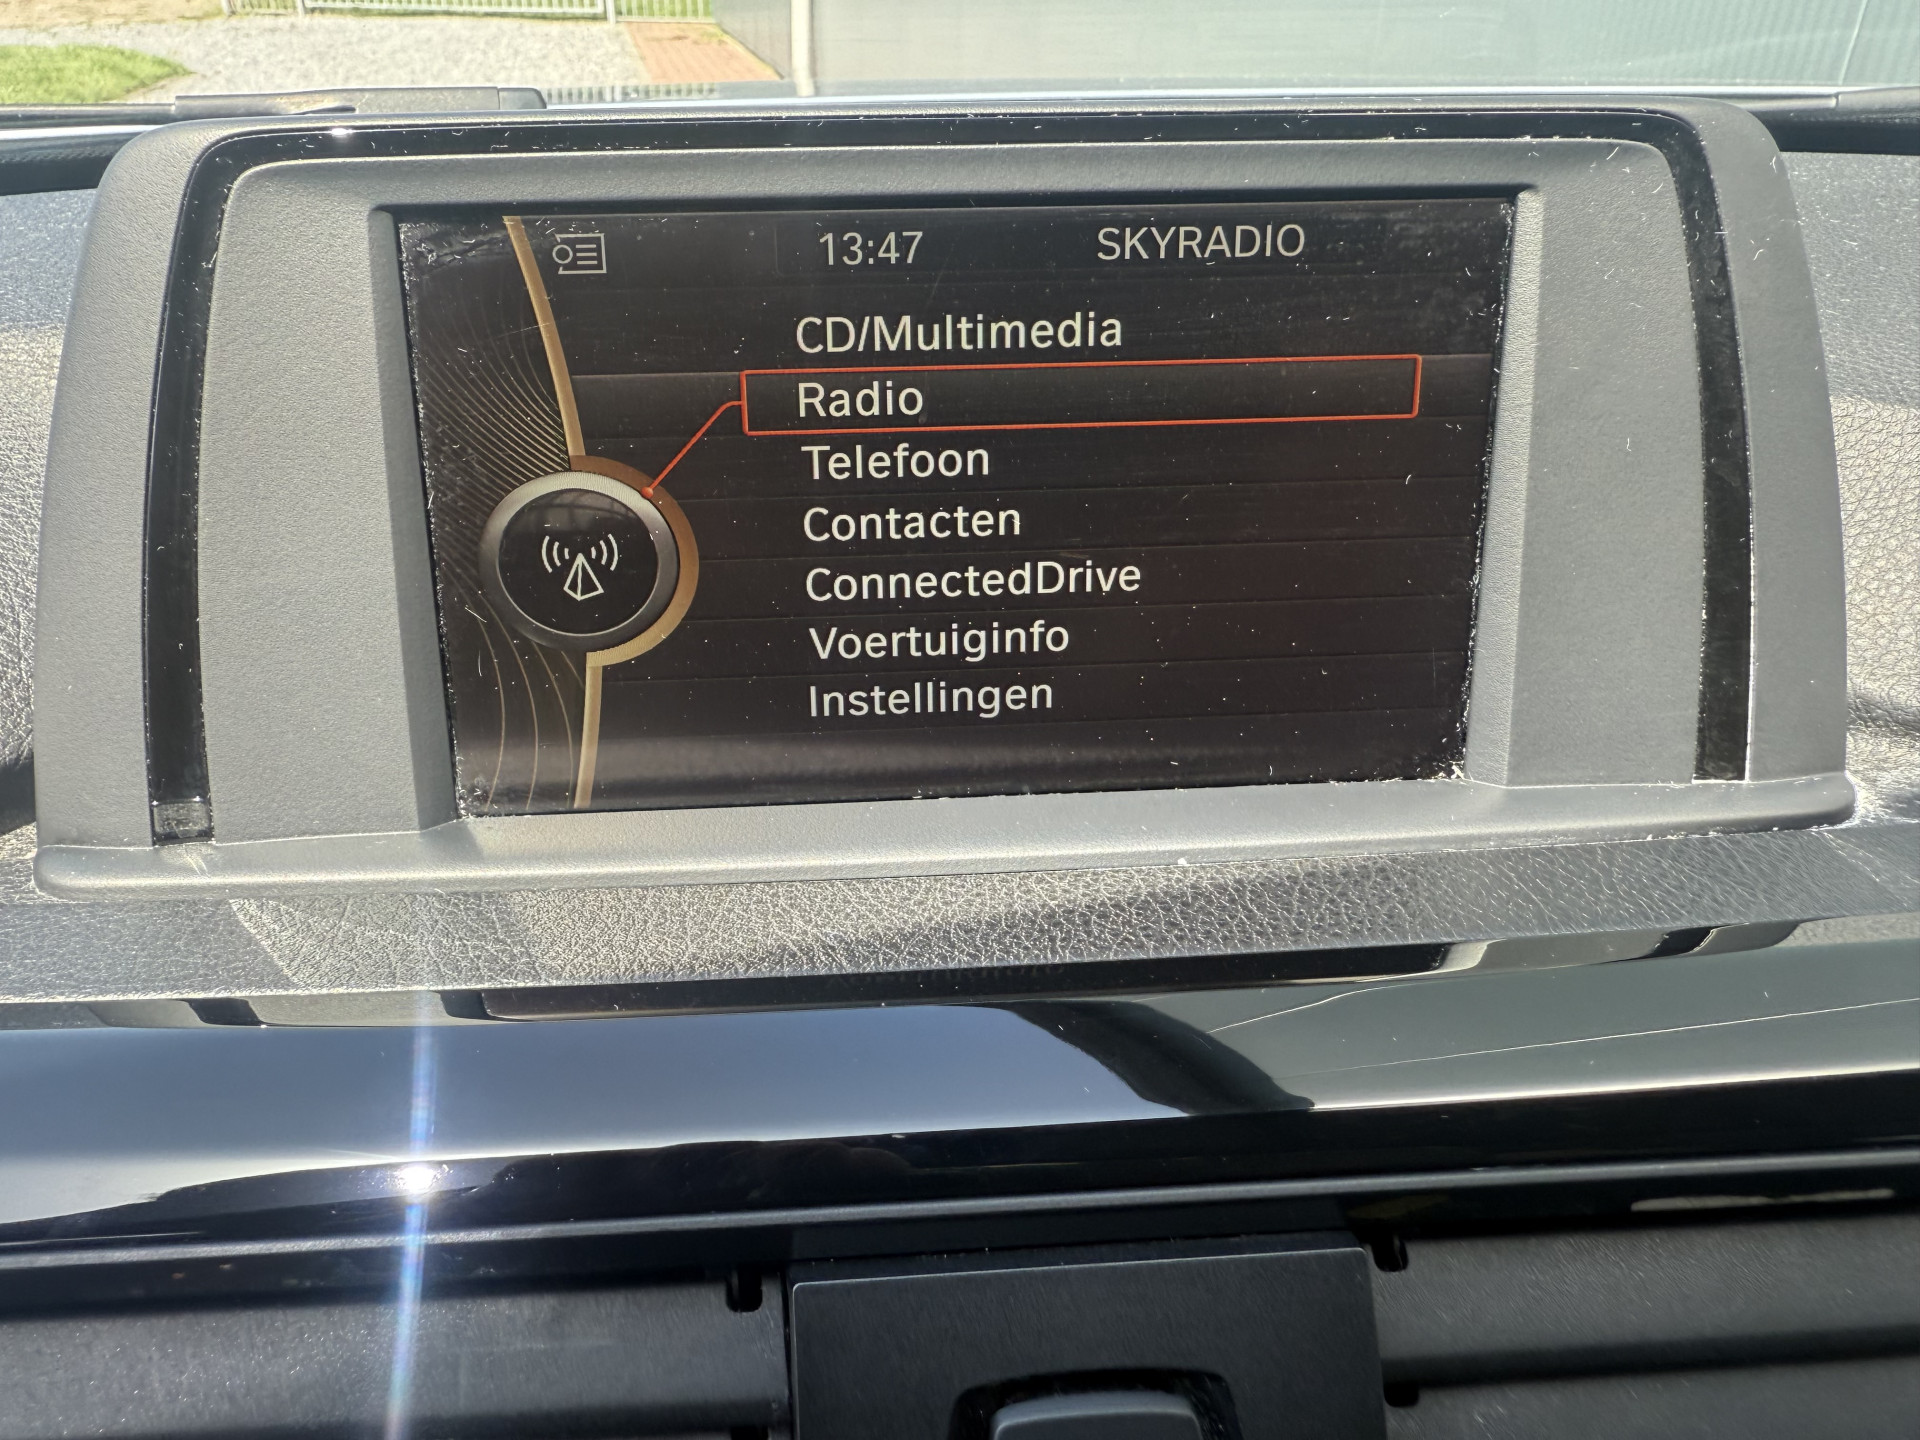 13:47 SKYRADIO
CD/Multimedia
Radio
Telefoon
Contacten
ConnectedDrive
Voertuiginfo
Instellingen